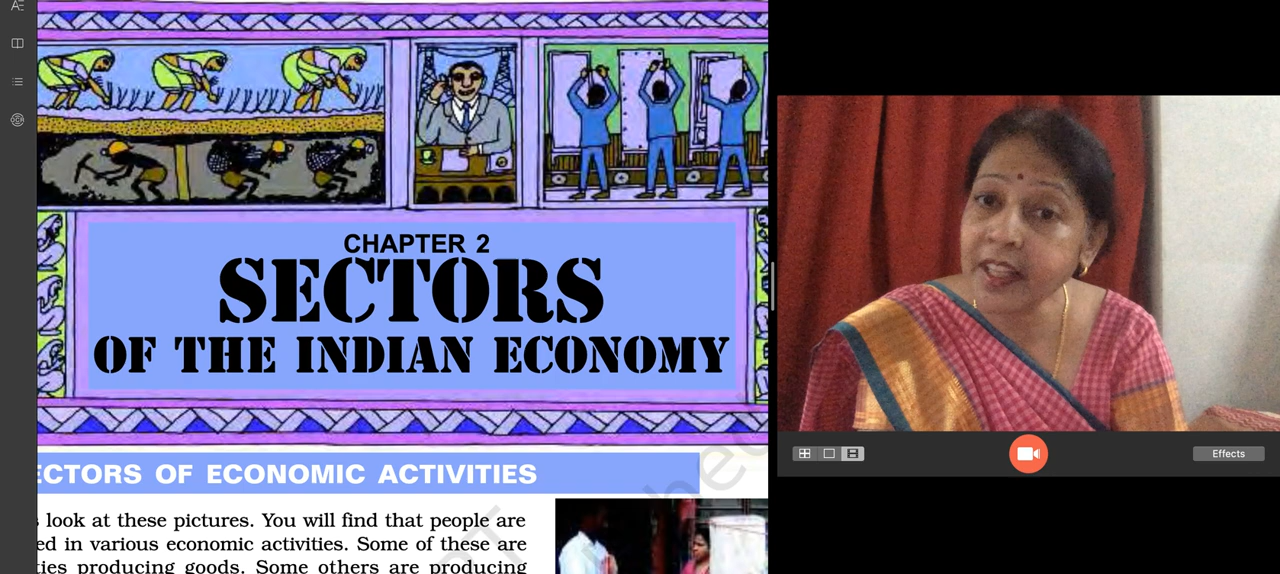 CHAPTER 2
SECTORS
OF THE INDIAN ECONOMY
ECTORS OF ECONOMIC ACTIVITIES
look at these pictures. You will find that people are
ed in various economic activities. Some of these are
ties producing goods. Some others are producing
Effects